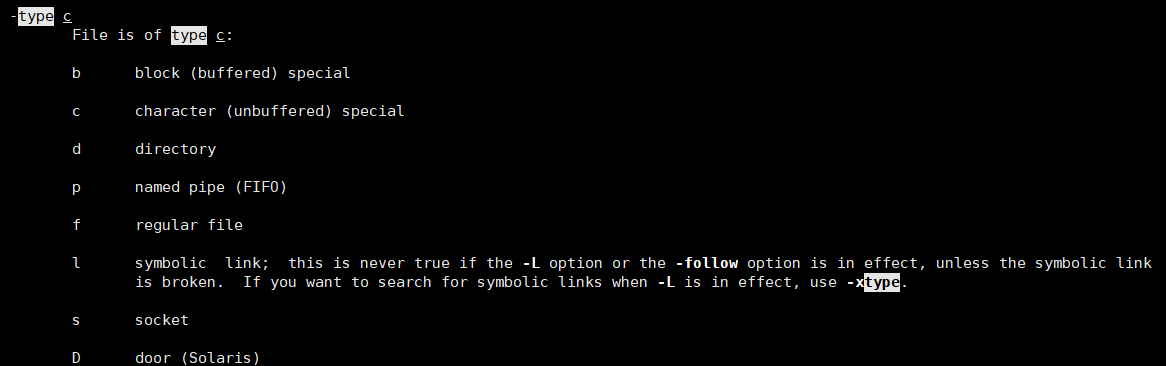 -type c
File is of type c:
b block (buffered) special
c character (unbuffered) special
d directory
p named pipe (FIFO)
f regular file
l symbolic link; this is never true if the -L option or the -follow option is in effect, unless the symbolic link
is broken. If you want to search for symbolic links when -L is in effect, use -xtype.
s socket
D door (Solaris)